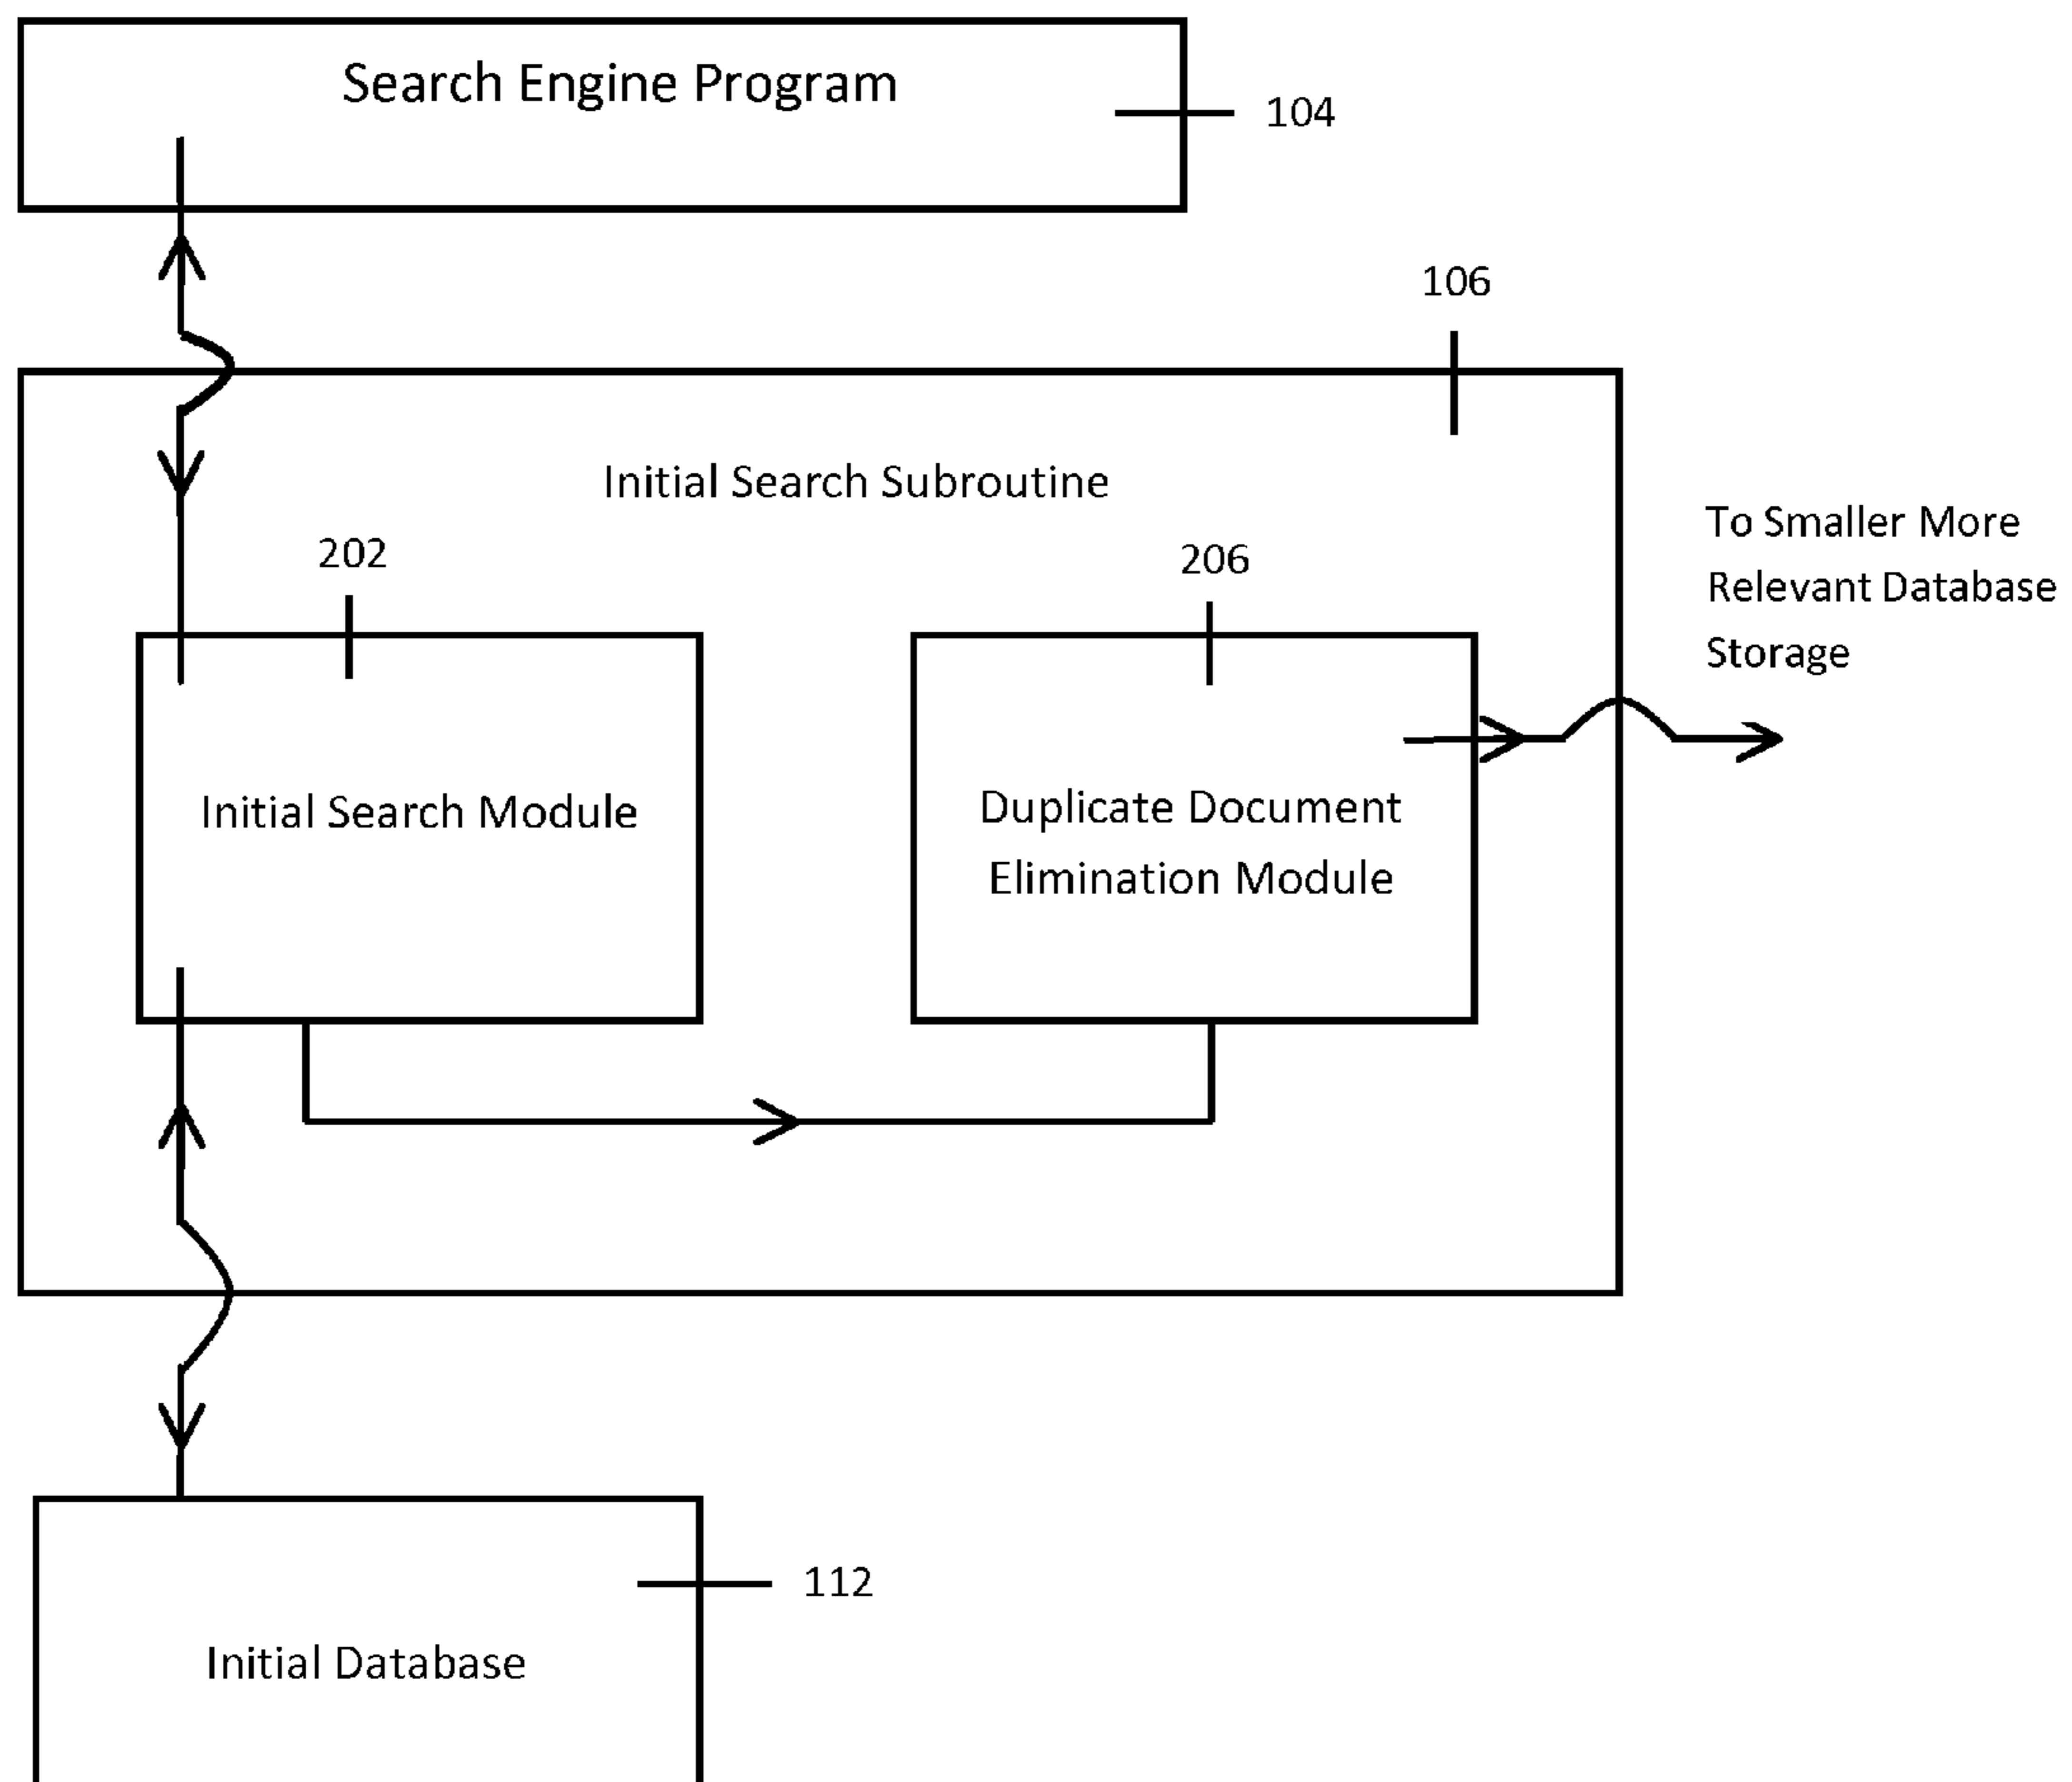 Search Engine Program
104
106
Initial Search Subroutine
To Smaller More
Relevant Database
Storage
202
206
Initial Search Module
Duplicate Document
Elimination Module
112
Initial Database